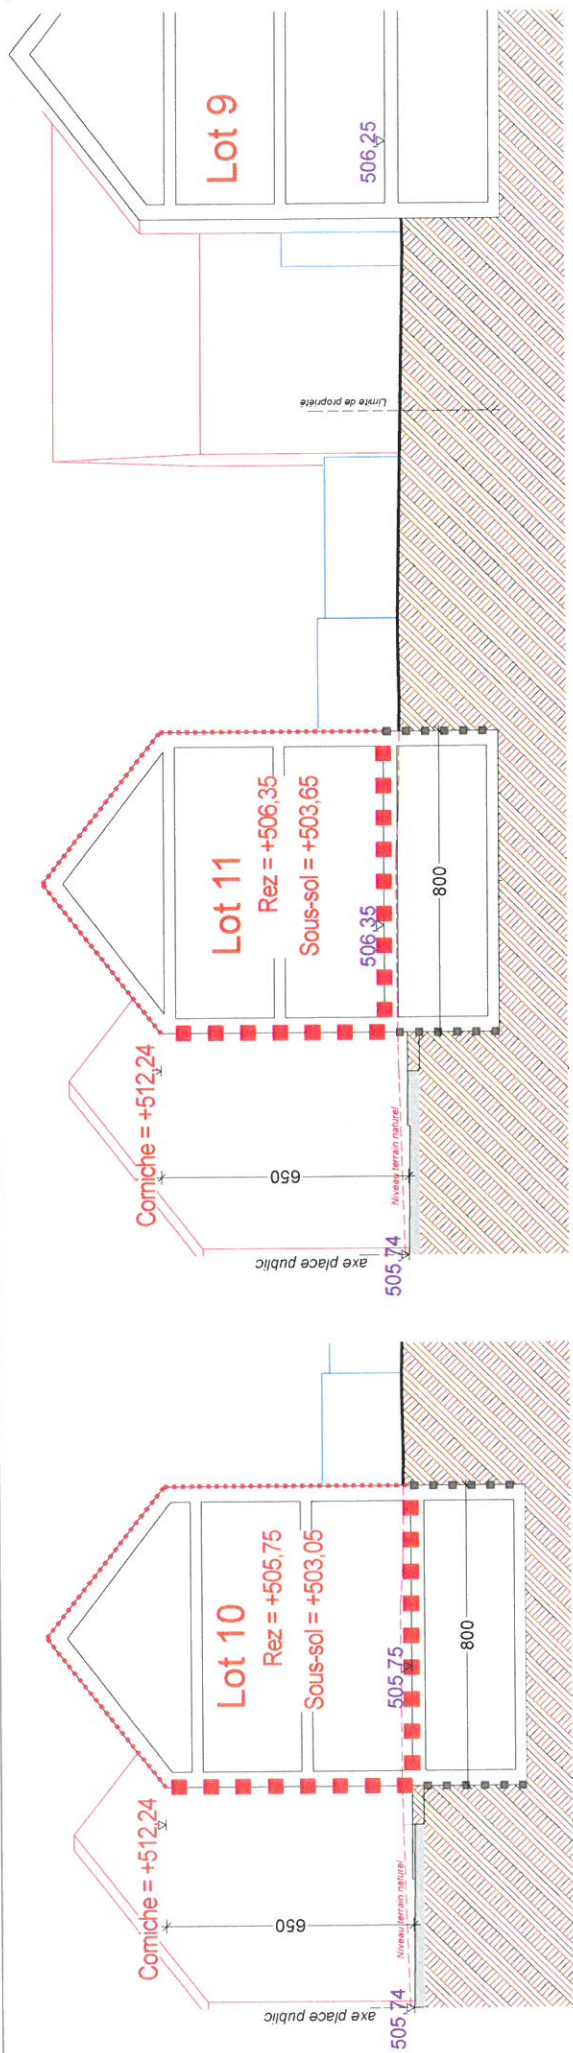 Lot 9
506,25
Limite de propriété
Lot 11
Rez = +506,35
Sous-sol = +503,65
506,35
800
Corniche = +512,24
650
Niveau terrain naturel
axe place public
505,74
Lot 10
Rez = +505,75
Sous-sol = +503,05
505,75
800
Corniche = +512,24
650
Niveau terrain naturel
axe place public
505,74